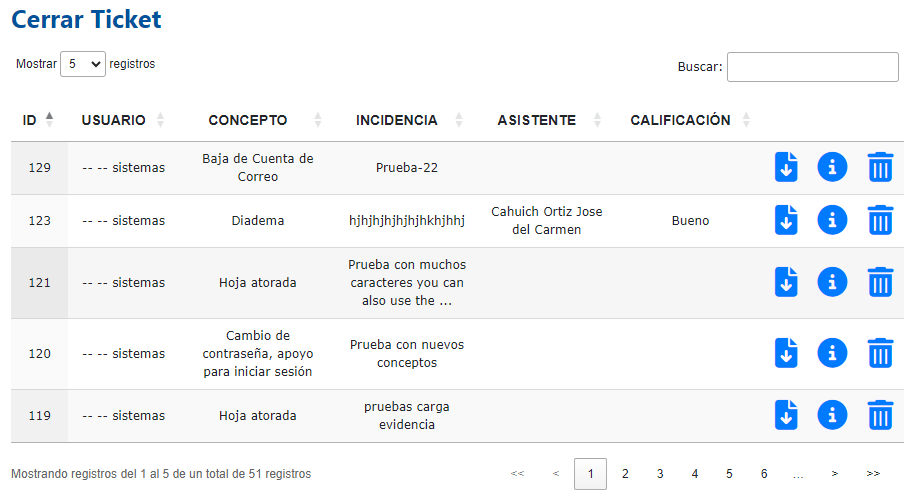 Cerrar Ticket
Mostrar 5 registros
Buscar:
ID USUARIO CONCEPTO INCIDENCIA ASISTENTE CALIFICACIÓN
129 -- -- sistemas Baja de Cuenta de Correo Prueba-22
123 -- -- sistemas Diadema hjhjhjhjhjhjhkhjhhj Cahuich Ortiz Jose del Carmen Bueno
121 -- -- sistemas Hoja atorada Prueba con muchos caracteres you can also use the ...
120 -- -- sistemas Cambio de contraseña, apoyo para iniciar sesión Prueba con nuevos conceptos
119 -- -- sistemas Hoja atorada pruebas carga evidencia
Mostrando registros del 1 al 5 de un total de 51 registros
<< < 1 2 3 4 5 6 ... > >>